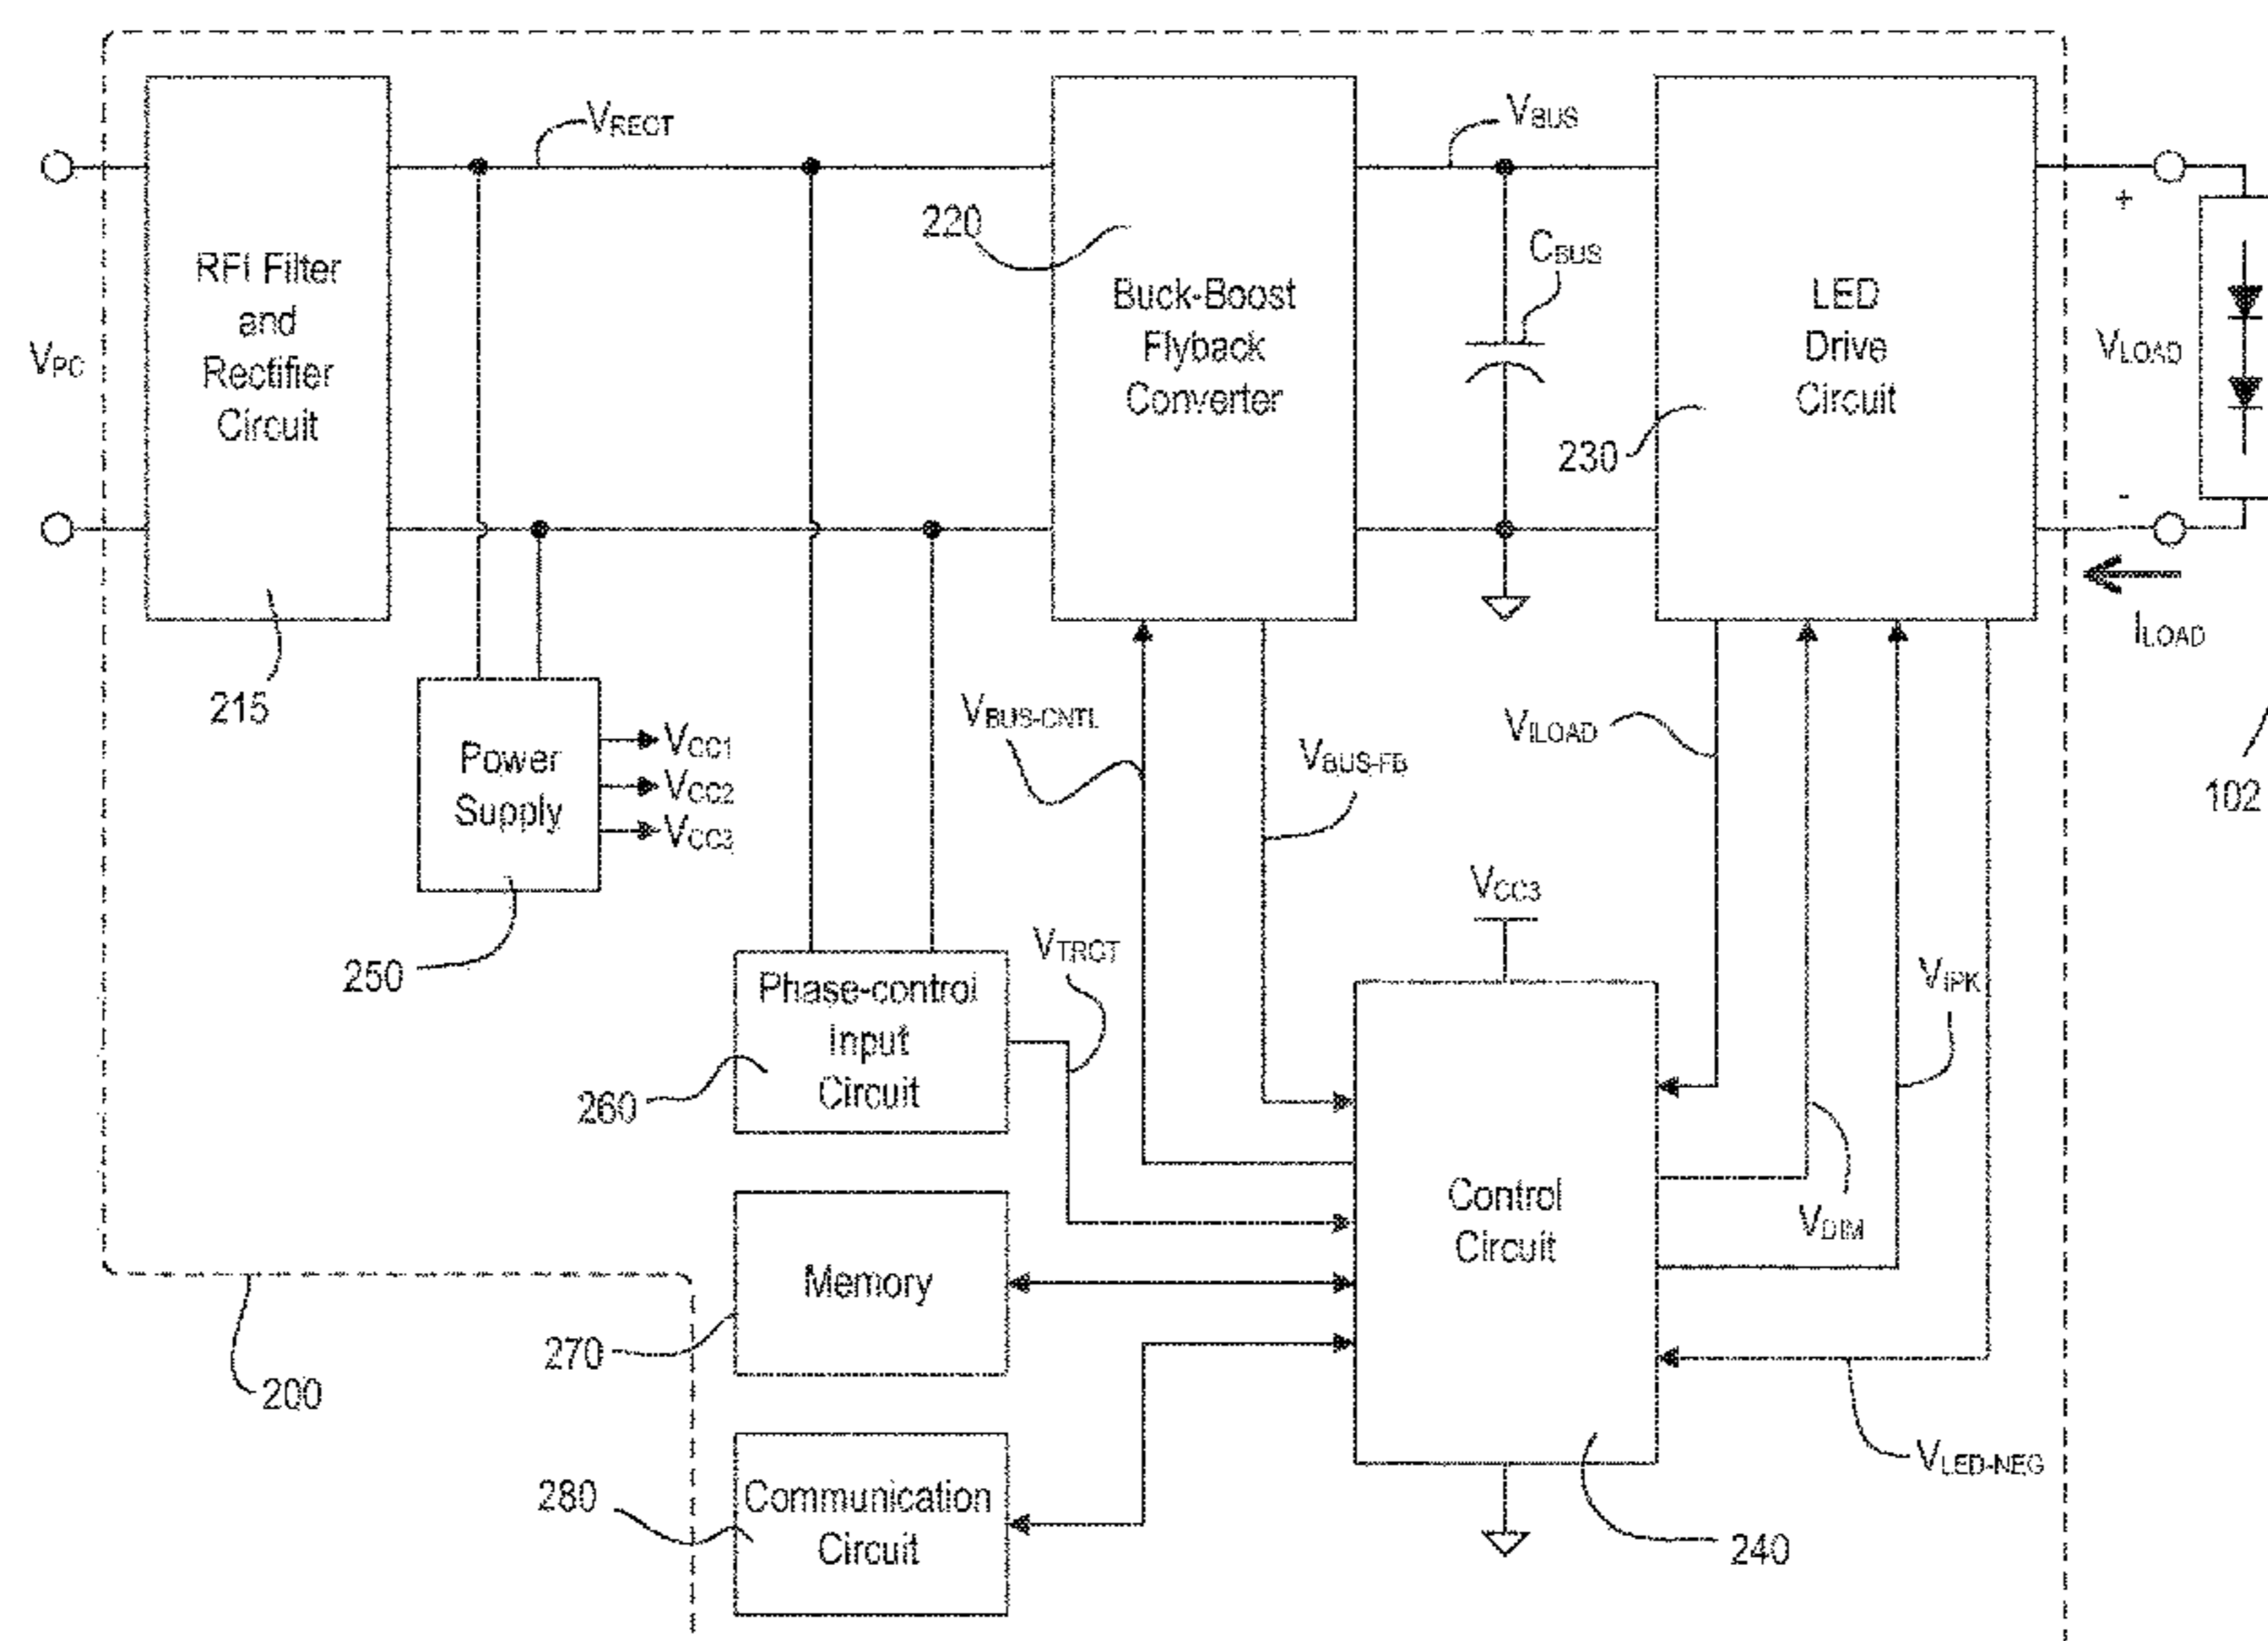 VRECT
VBUS
220
CBUS
RFI Filter
and
Rectifier
Circuit
Buck-Boost
Flyback
Converter
LED
Drive
Circuit
+
VPC
VLOAD
230
-
ILOAD
215
VBUS-CNTL
VILOAD
Power
Supply
VCC1
VCC2
VCC3
VBUS-FB
102
VCC3
250
VTRGT
VIPK
Phase-control
Input
Circuit
260
Control
Circuit
VDIM
Memory
270
200
VLED-NEG
280
Communication
Circuit
240